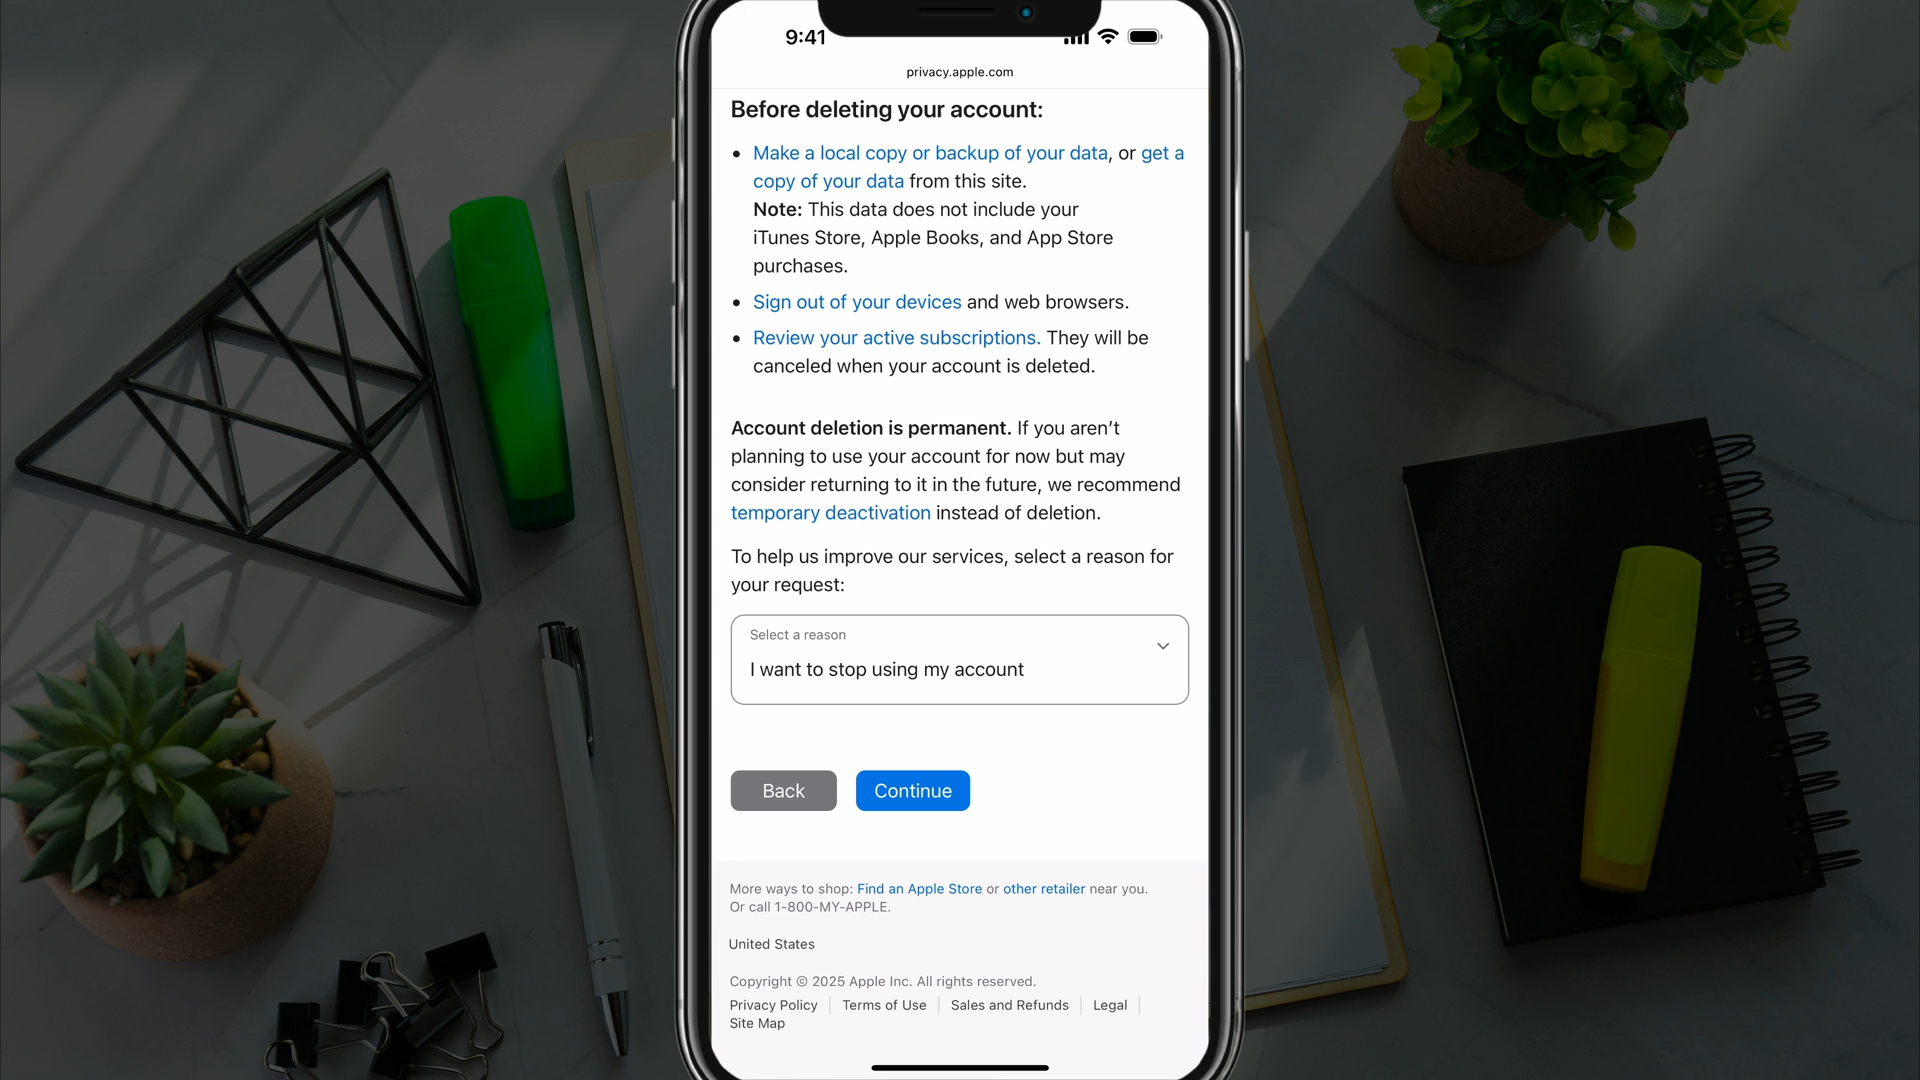 9:41
privacy.apple.com
Before deleting your account:
• Make a local copy or backup of your data, or get a
copy of your data from this site.
Note: This data does not include your
iTunes Store, Apple Books, and App Store
purchases.
• Sign out of your devices and web browsers.
• Review your active subscriptions. They will be
canceled when your account is deleted.
Account deletion is permanent. If you aren’t
planning to use your account for now but may
consider returning to it in the future, we recommend
temporary deactivation instead of deletion.
To help us improve our services, select a reason for
your request:
Select a reason
I want to stop using my account
Back Continue
More ways to shop: Find an Apple Store or other retailer near you.
Or call 1-800-MY-APPLE.
United States
Copyright © 2025 Apple Inc. All rights reserved.
Privacy Policy | Terms of Use | Sales and Refunds | Legal |
Site Map